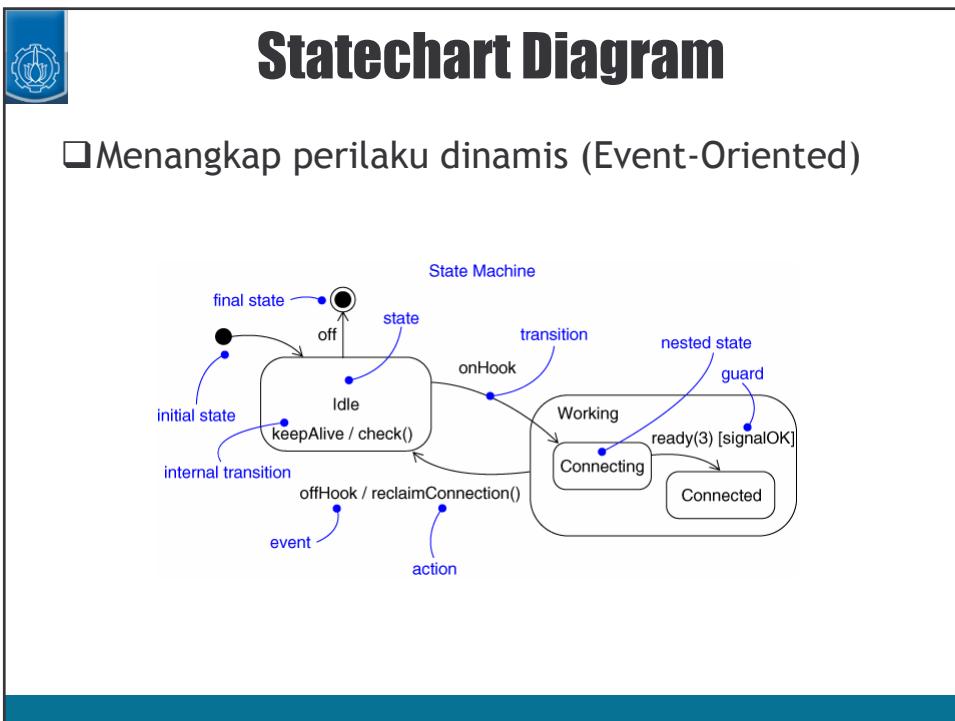 Statechart Diagram
❑Menangkap perilaku dinamis (Event-Oriented)
State Machine
final state
state
off
transition
nested state
onHook
guard
Idle
Working
initial state
keepAlive / check()
ready(3) [signalOK]
internal transition
Connecting
offHook / reclaimConnection()
Connected
event
action